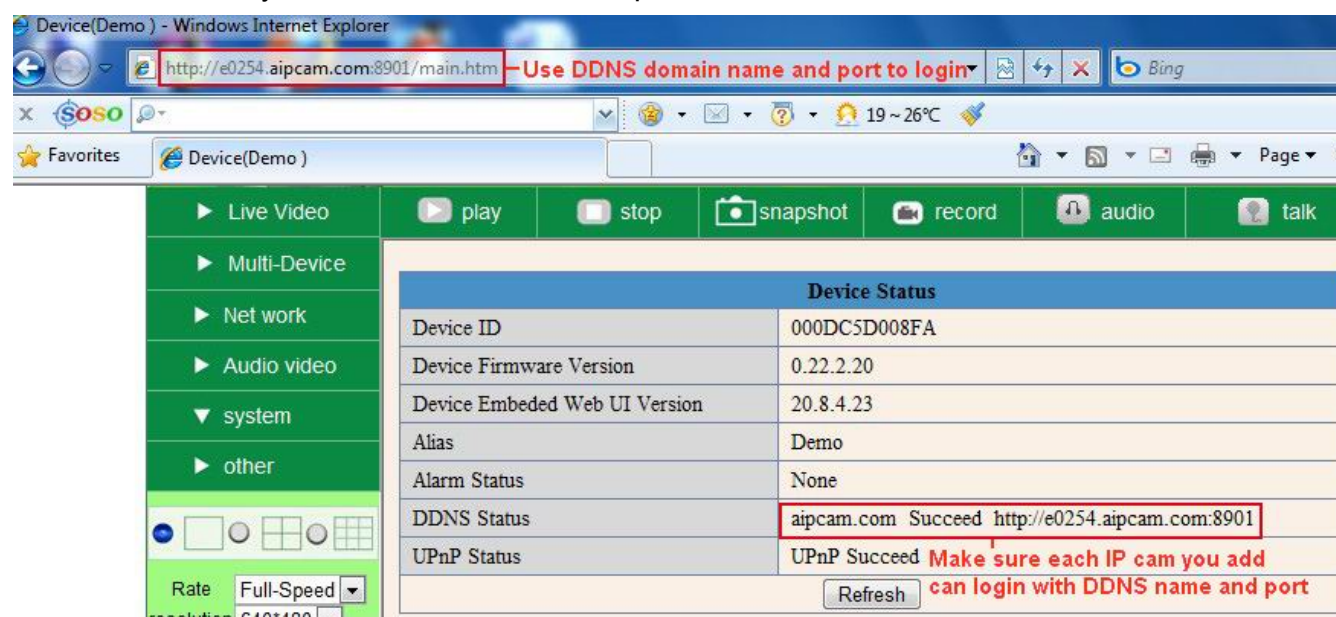 Device(Demo ) - Windows Internet Explorer
http://e0254.aipcam.com:8901/main.htm Use DDNS domain name and port to login Bing
x SOSO 19 ~ 26℃
Favorites Device(Demo ) Page
Live Video play stop snapshot record audio talk
Multi-Device
Device Status
Net work
Device ID 000DC5D008FA
Audio video
Device Firmware Version 0.22.2.20
system
Device Embeded Web UI Version 20.8.4.23
Alias Demo
other
Alarm Status None
DDNS Status aipcam.com Succeed http://e0254.aipcam.com:8901
UPnP Status UPnP Succeed Make sure each IP cam you add
can login with DDNS name and port
Rate Full-Speed Refresh